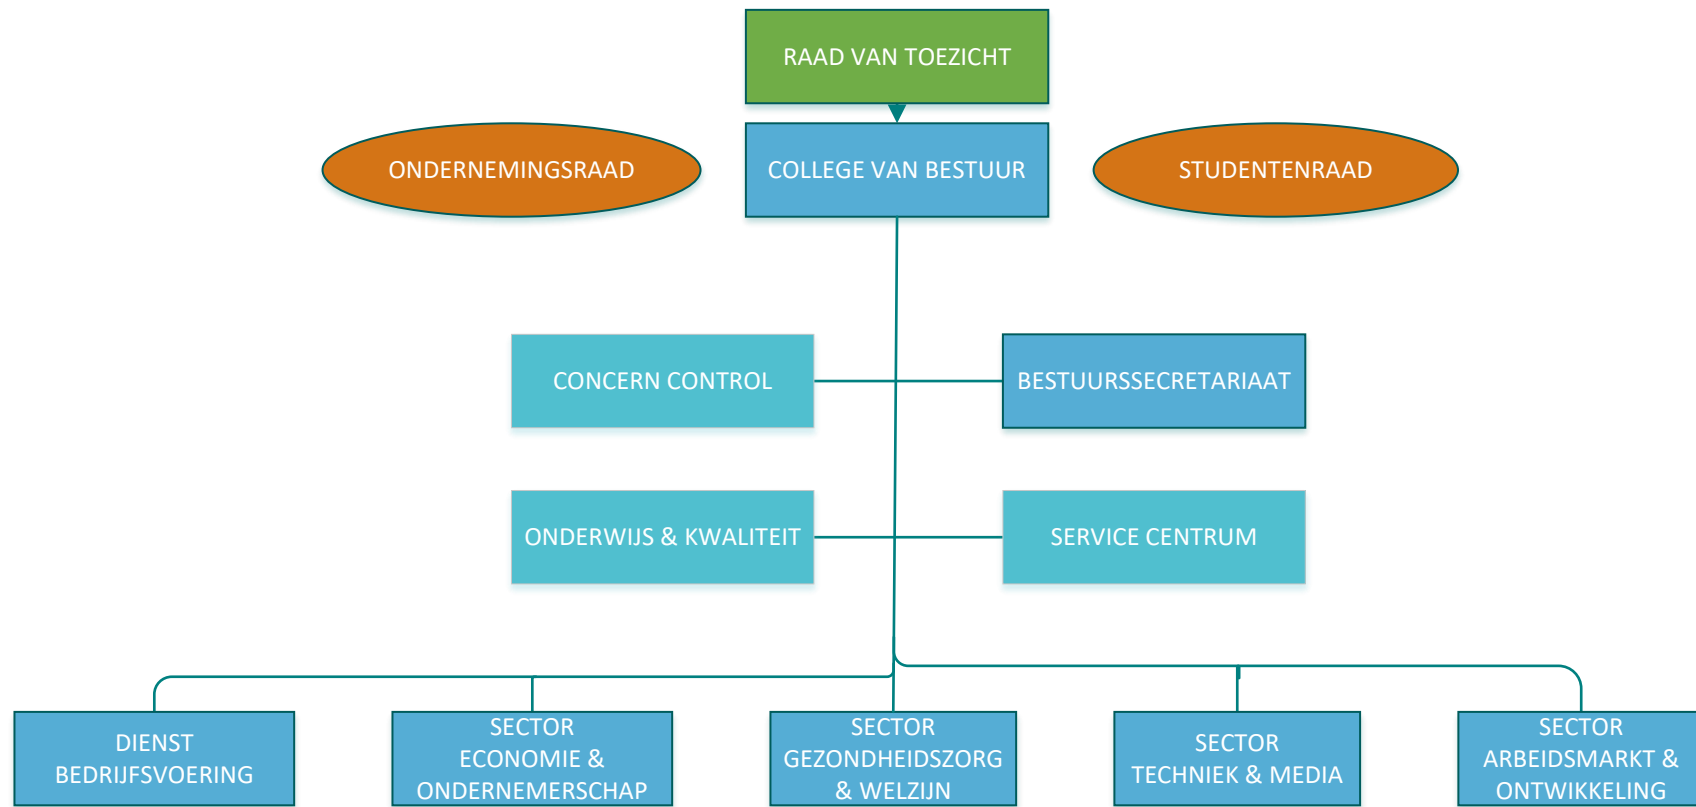 RAAD VAN TOEZICHT
ONDERNEMINGSRAAD
COLLEGE VAN BESTUUR
STUDENTENRAAD
CONCERN CONTROL
BESTUURSSECRETARIAAT
ONDERWIJS & KWALITEIT
SERVICE CENTRUM
DIENST
BEDRIJFSVOERING
SECTOR
ECONOMIE &
ONDERNEMERSCHAP
SECTOR
GEZONDHEIDSZORG
& WELZIJN
SECTOR
TECHNIEK & MEDIA
SECTOR
ARBEIDSMARKT &
ONTWIKKELING